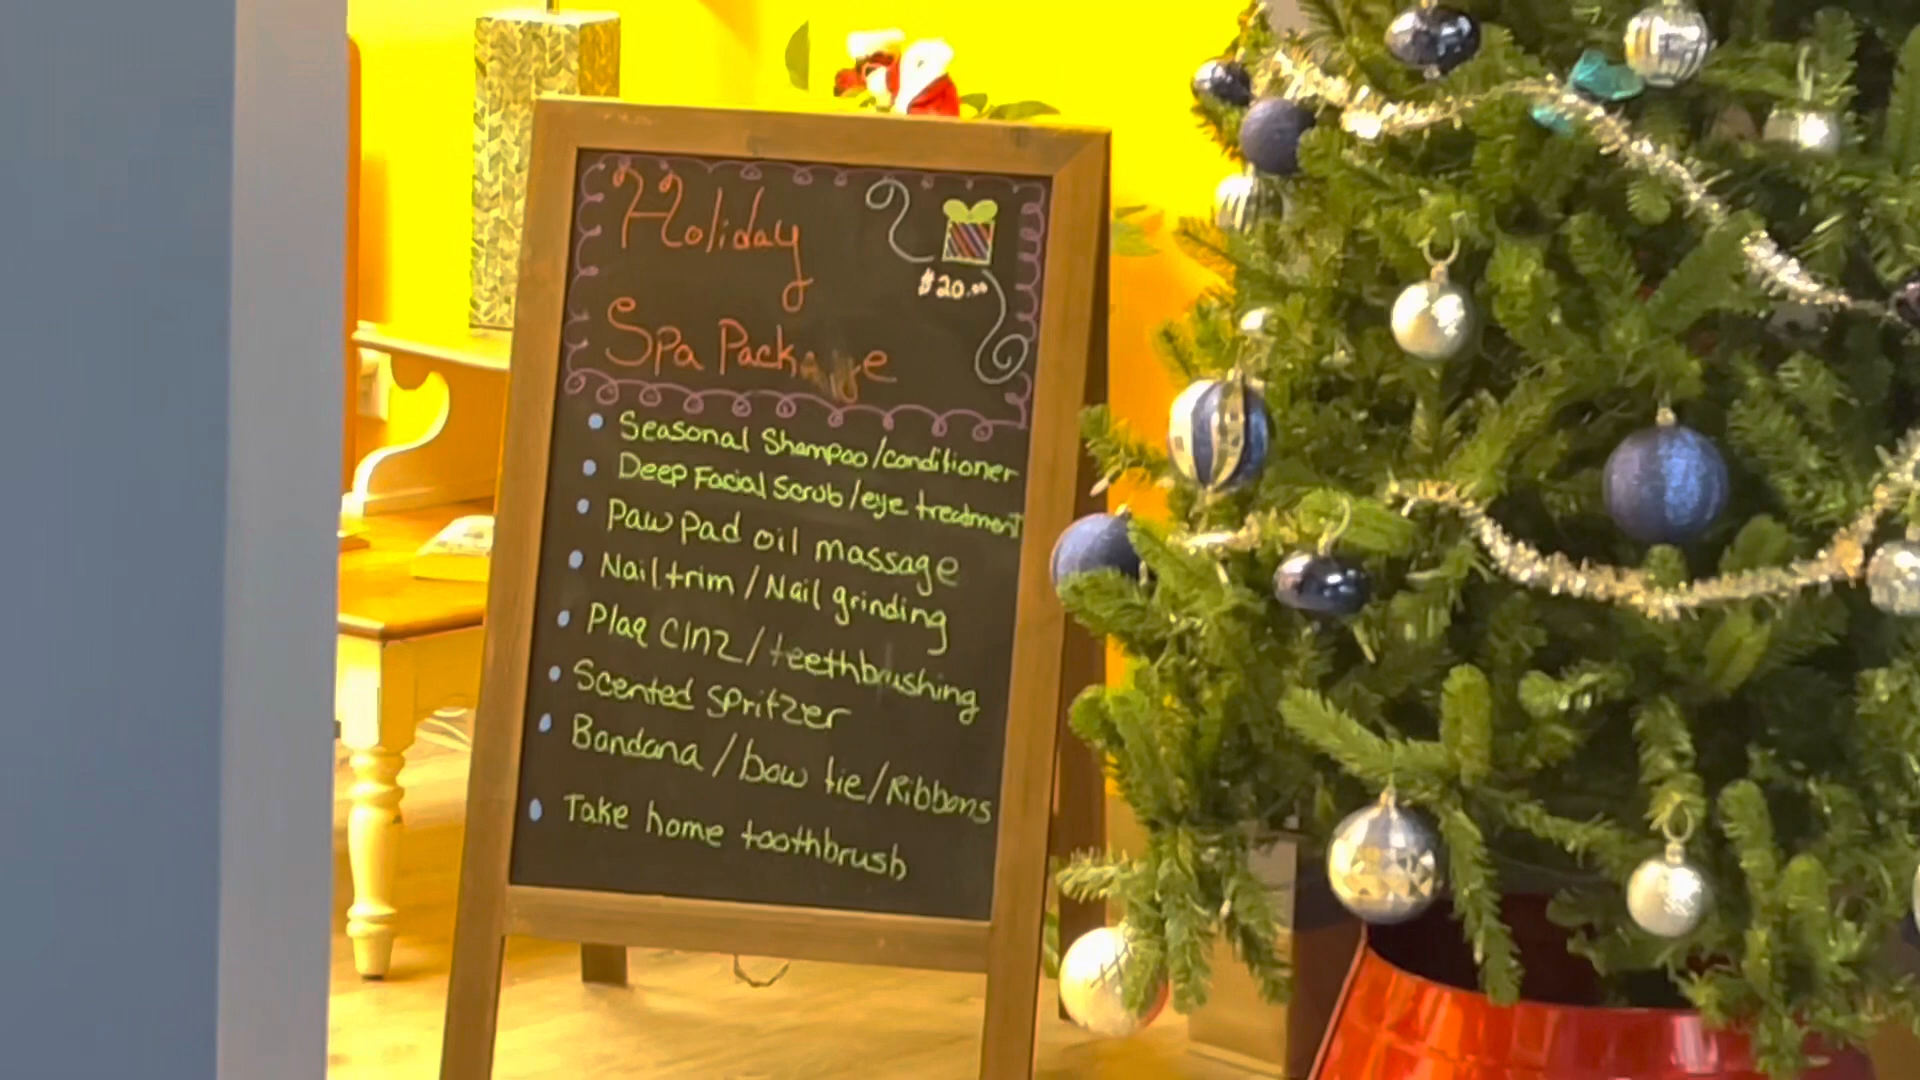 Holiday
$20.00
Spa Package
• Seasonal Shampoo/conditioner
• Deep Facial scrub/eye treatment
• Paw pad oil massage
• Nail trim / Nail grinding
• Plaq Clnz / teethbrushing
• Scented Spritzer
• Bandana / bow tie/Ribbons
• Take home toothbrush